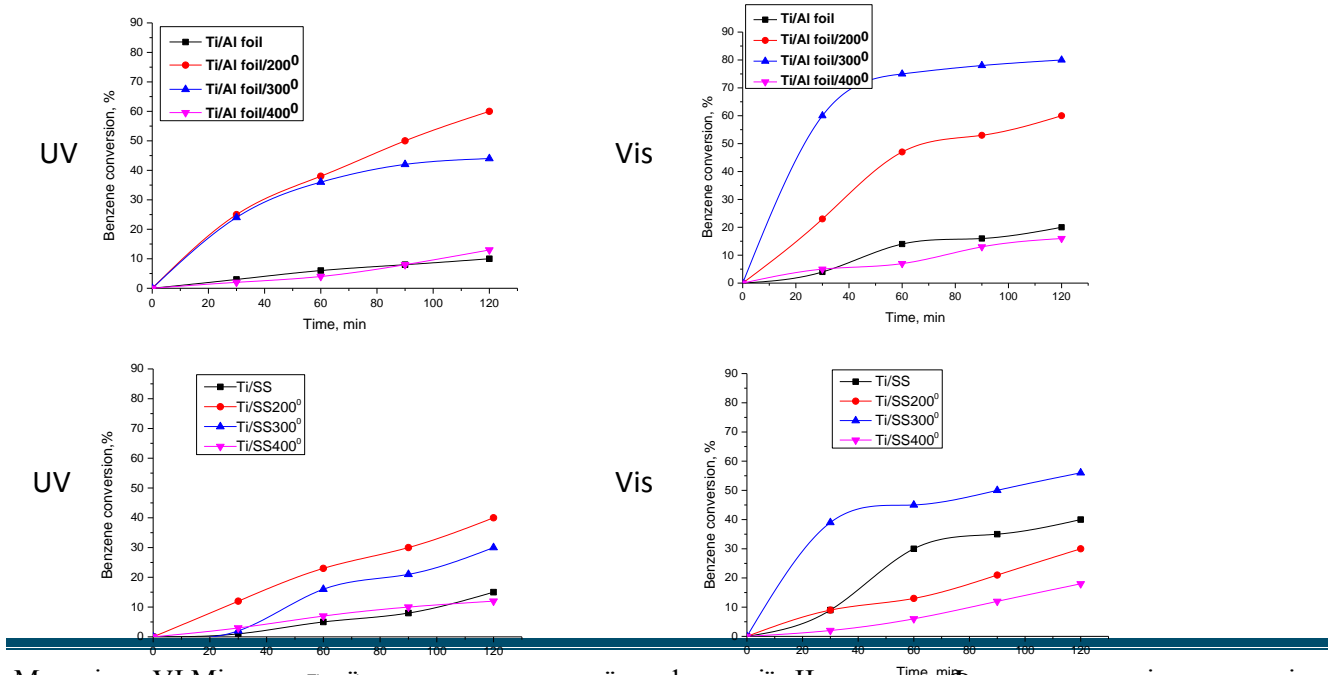 Ti/Al foil
Ti/Al foil/200⁰
Ti/Al foil/300⁰
Ti/Al foil/400⁰
UV
Benzene conversion, %
90
80
70
60
50
40
30
20
10
0
0 20 40 60 80 100 120
Time, min
Ti/Al foil
Ti/Al foil/200⁰
Ti/Al foil/300⁰
Ti/Al foil/400⁰
Vis
Benzene conversion, %
90
80
70
60
50
40
30
20
10
0
0 20 40 60 80 100 120
Time, min
Ti/SS
Ti/SS200⁰
Ti/SS300⁰
Ti/SS400⁰
UV
Benzene conversion,%
90
80
70
60
50
40
30
20
10
0
0 20 40 60 80 100 120
Ti/SS
Ti/SS200⁰
Ti/SS300⁰
Ti/SS400⁰
Vis
Benzene conversion, %
90
80
70
60
50
40
30
20
10
0
0 20 40 60 80 100 120
Time, min
VI